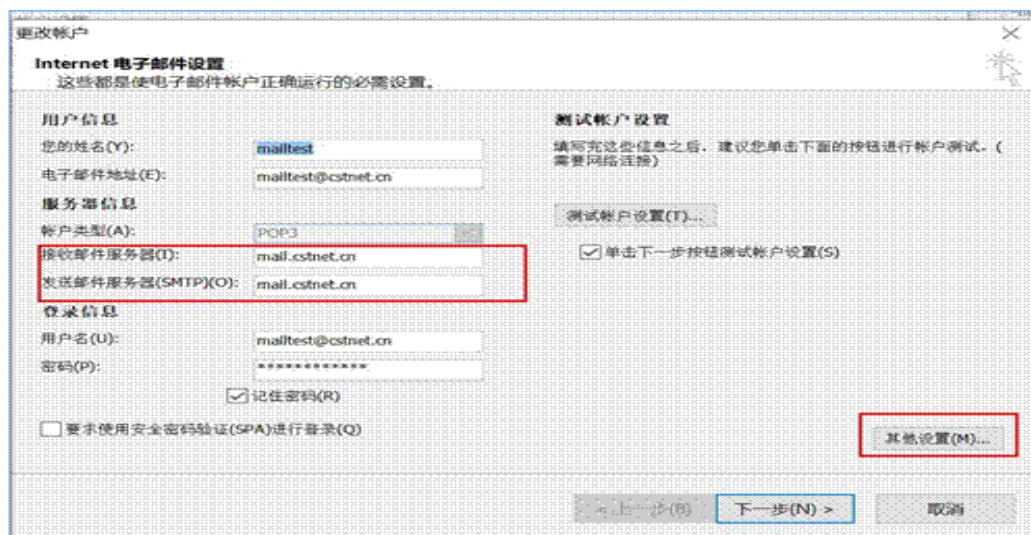 更改帐户
Internet 电子邮件设置
这些都是使电子邮件帐户正确运行的必需设置。
用户信息
您的姓名(Y):
mailtest
电子邮件地址(E):
mailtest@cstnet.cn
服务器信息
帐户类型(A):
POP3
接收邮件服务器(I):
mail.cstnet.cn
发送邮件服务器(SMTP)(O):
mail.cstnet.cn
登录信息
用户名(U):
mailtest@cstnet.cn
密码(P):
************
记住密码(R)
要求使用安全密码验证(SPA)进行登录(Q)
测试帐户设置
填写完这些信息之后，建议您单击下面的按钮进行帐户测试。(
需要网络连接)
测试帐户设置(T)...
单击下一步按钮测试帐户设置(S)
其他设置(M)...
< 上一步(B)
下一步(N) >
取消